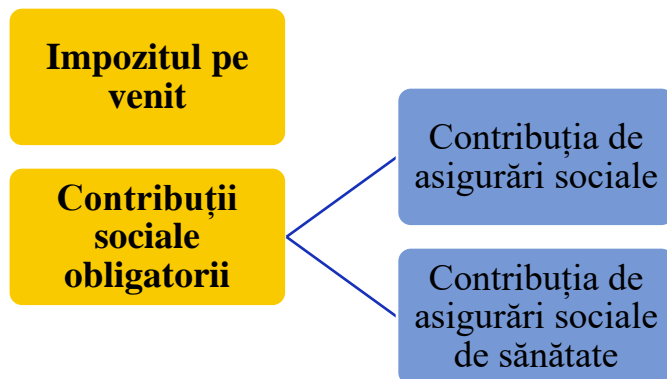 Impozitul pe
venit
Contribuții
sociale
obligatorii
Contribuția de
asigurări sociale
Contribuția de
asigurări sociale
de sănătate